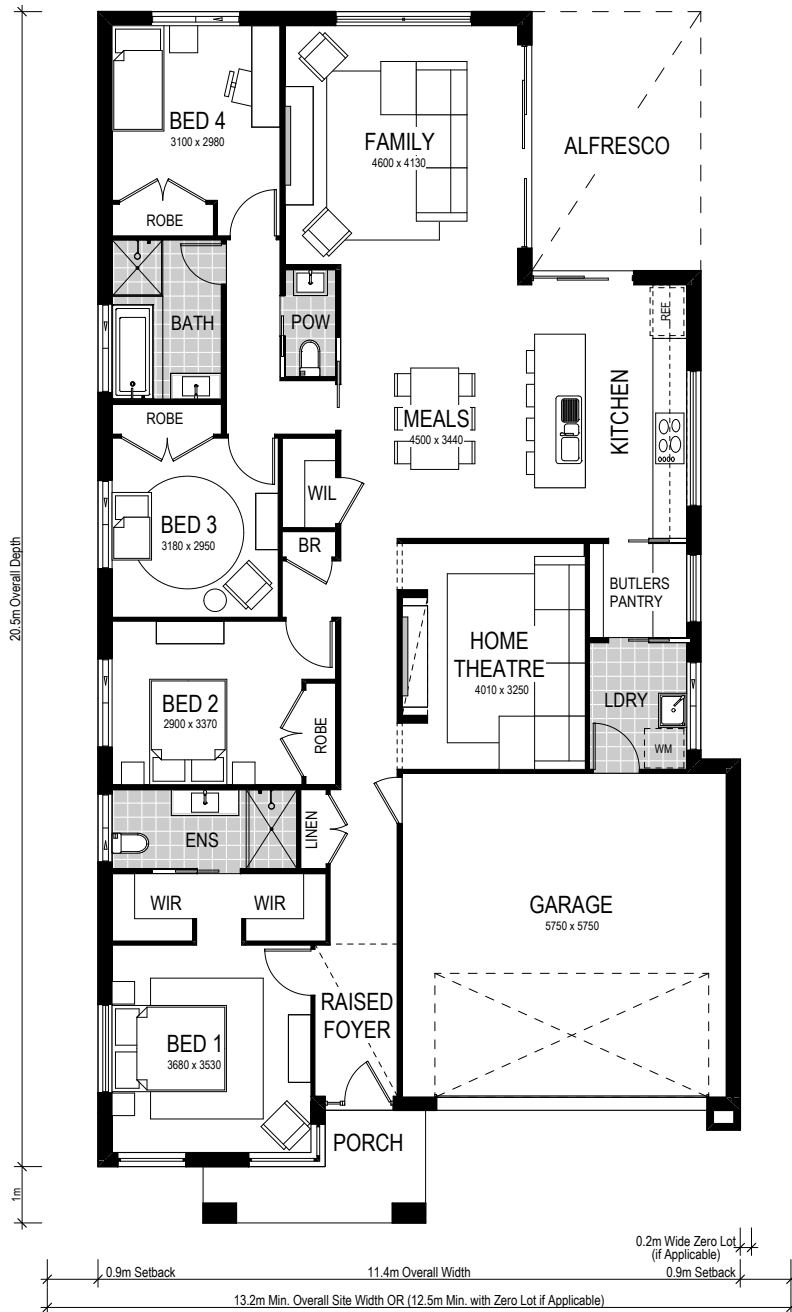 BED 4
3100 x 2980
FAMILY
4600 x 4130
ALFRESCO
ROBE
BATH
POW
REF
ROBE
MEALS
4500 x 3440
KITCHEN
WIL
BED 3
3180 x 2950
BR
BUTLERS
PANTRY
HOME
THEATRE
4010 x 3250
BED 2
2900 x 3370
ROBE
LDRY
WM
ENS
LINEN
WIR
WIR
GARAGE
5750 x 5750
RAISED
FOYER
BED 1
3680 x 3530
PORCH
20.5m Overall Depth
1m
0.2m Wide Zero Lot
(if Applicable)
0.9m Setback
11.4m Overall Width
0.9m Setback
13.2m Min. Overall Site Width OR (12.5m Min. with Zero Lot if Applicable)